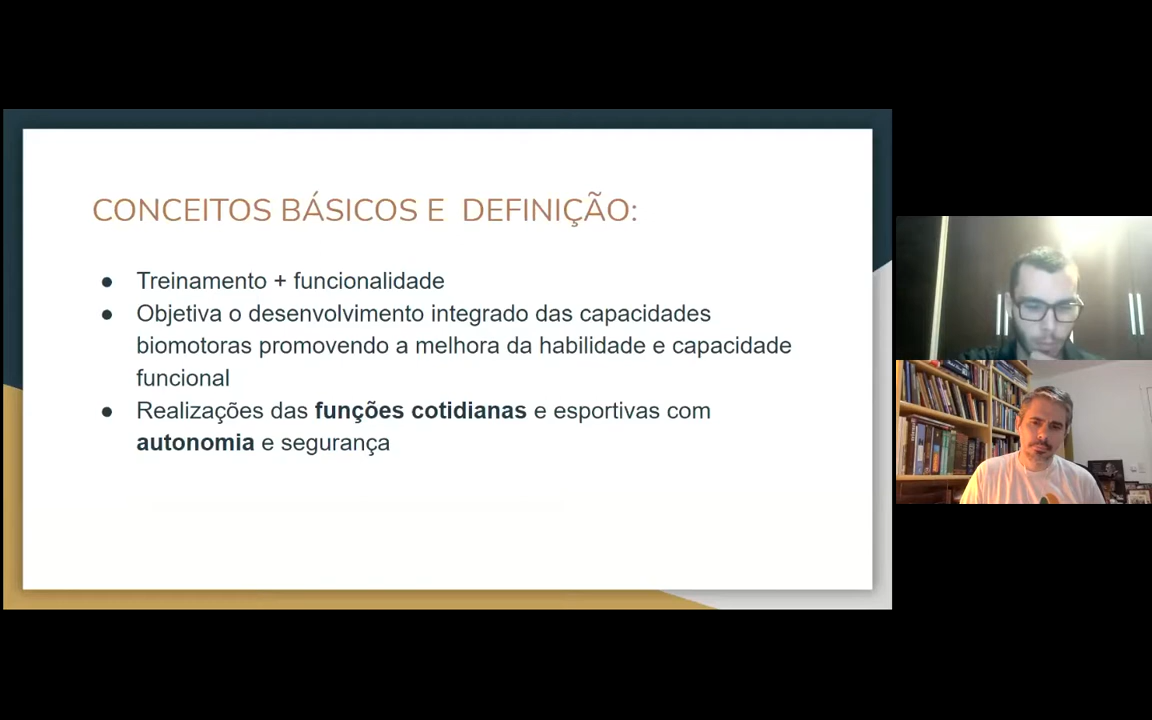 CONCEITOS BÁSICOS E  DEFINIÇÃO:
● Treinamento + funcionalidade
● Objetiva o desenvolvimento integrado das capacidades
biomotoras promovendo a melhora da habilidade e capacidade
funcional
● Realizações das funções cotidianas e esportivas com
autonomia e segurança